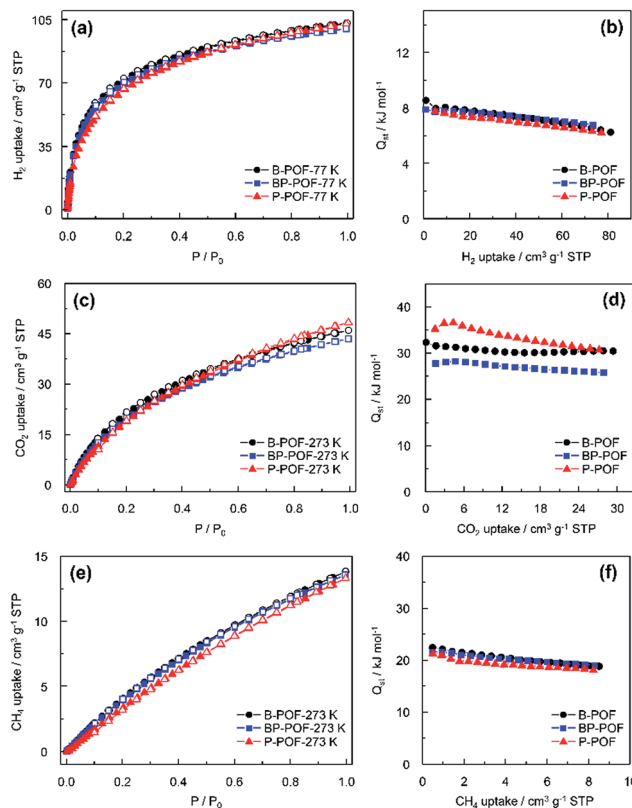 (a)
H2 uptake / cm3 g-1 STP
105
70
35
0
B-POF-77 K
BP-POF-77 K
P-POF-77 K
0.0 0.2 0.4 0.6 0.8 1.0
P / P0
(b)
Qst / kJ mol-1
12
8
4
0
B-POF
BP-POF
P-POF
0 20 40 60 80 100
H2 uptake / cm3 g-1 STP
(c)
CO2 uptake / cm3 g-1 STP
60
45
30
15
0
B-POF-273 K
BP-POF-273 K
P-POF-273 K
0.0 0.2 0.4 0.6 0.8 1.0
P / P0
(d)
Qst / kJ mol-1
40
30
20
10
0
B-POF
BP-POF
P-POF
0 6 12 18 24 30
CO2 uptake / cm3 g-1 STP
(e)
CH4 uptake / cm3 g-1 STP
15
10
5
0
B-POF-273 K
BP-POF-273 K
P-POF-273 K
0.0 0.2 0.4 0.6 0.8 1.0
P / P0
(f)
Qst / kJ mol-1
40
30
20
10
0
B-POF
BP-POF
P-POF
0 2 4 6 8 10
CH4 uptake / cm3 g-1 STP